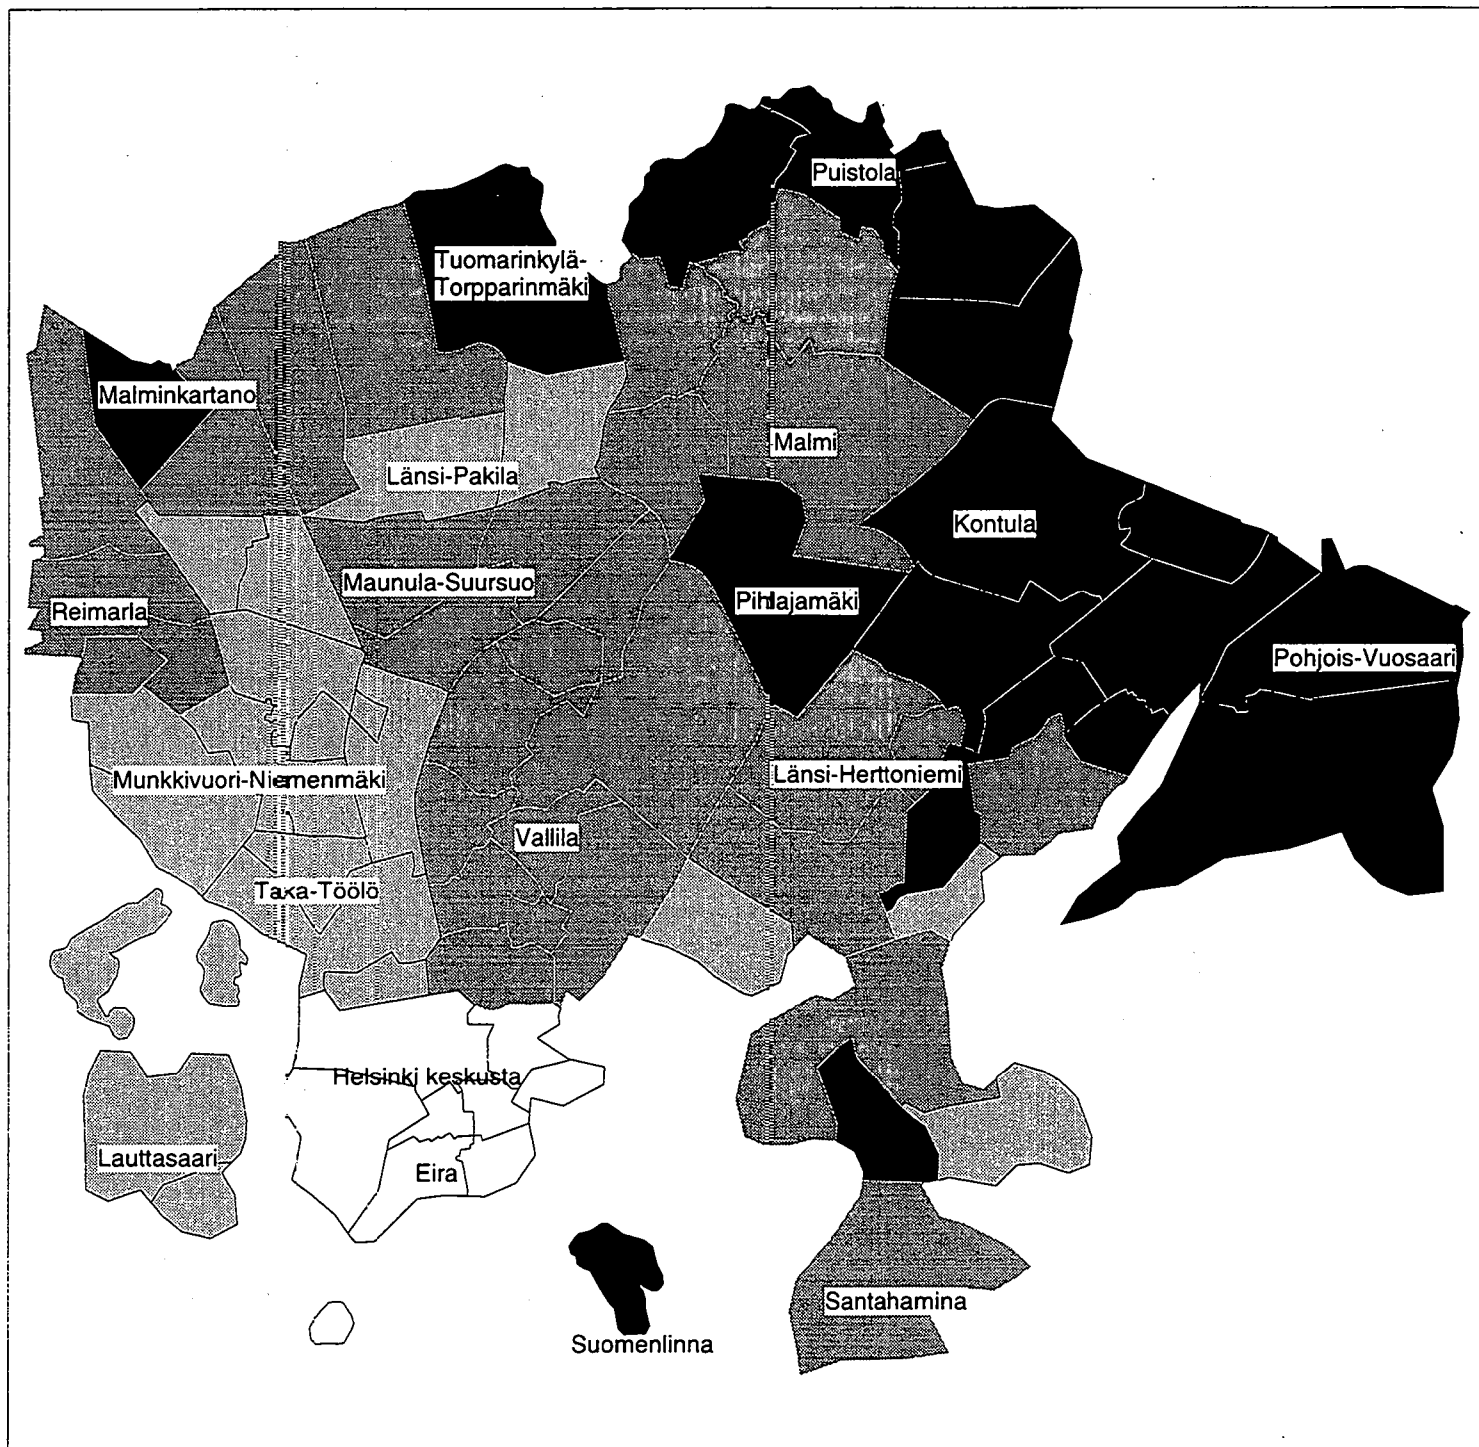 Puistola
Tuomarinkylä-
Torpparinmäki
Malminkartano
Malmi
Länsi-Pakila
Kontula
Maunula-Suursuo
Reimarla
Pihlajamäki
Pohjois-Vuosaari
Munkkivuori-Niemenmäki
Länsi-Herttoniemi
Vallila
Taka-Töölö
Helsinki keskusta
Lauttasaari
Eira
Santahamina
Suomenlinna